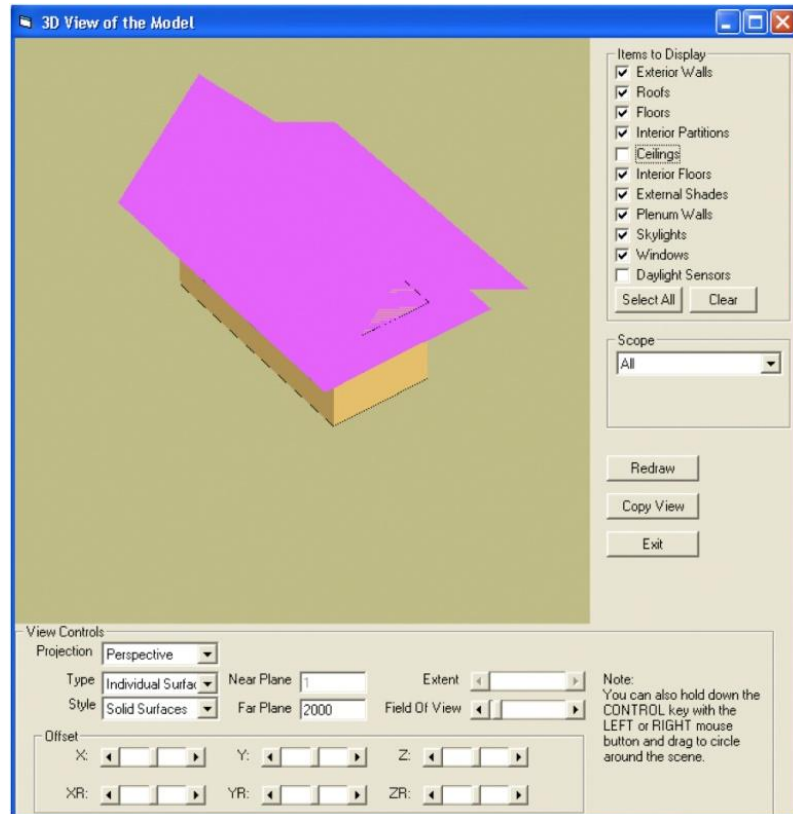 3D View of the Model
Items to Display
Exterior Walls
Roofs
Floors
Interior Partitions
Ceilings
Interior Floors
External Shades
Plenum Walls
Skylights
Windows
Daylight Sensors
Select All Clear
Scope
All
Redraw
Copy View
Exit
View Controls
Projection Perspective
Type Individual Surfac Near Plane 1 Extent
Style Solid Surfaces Far Plane 2000 Field Of View
Note:
You can also hold down the
CONTROL key with the
LEFT or RIGHT mouse
button and drag to circle
around the scene.
Offset
X: Y: Z:
XR: YR: ZR: